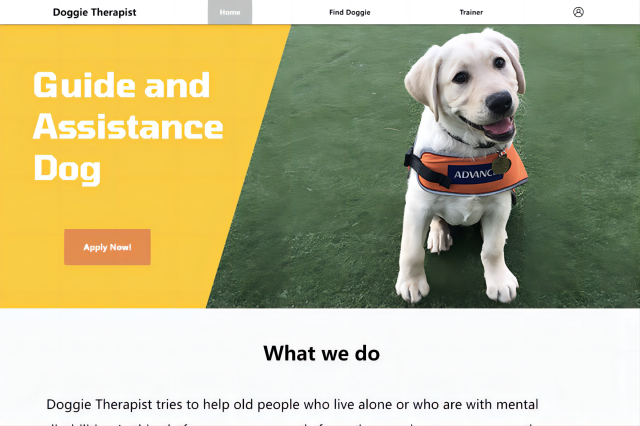 Doggie Therapist
Home
Find Doggie
Trainer
Guide and
Assistance
Dog
ADVANC
Apply Now!
What we do
Doggie Therapist tries to help old people who live alone or who are with mental